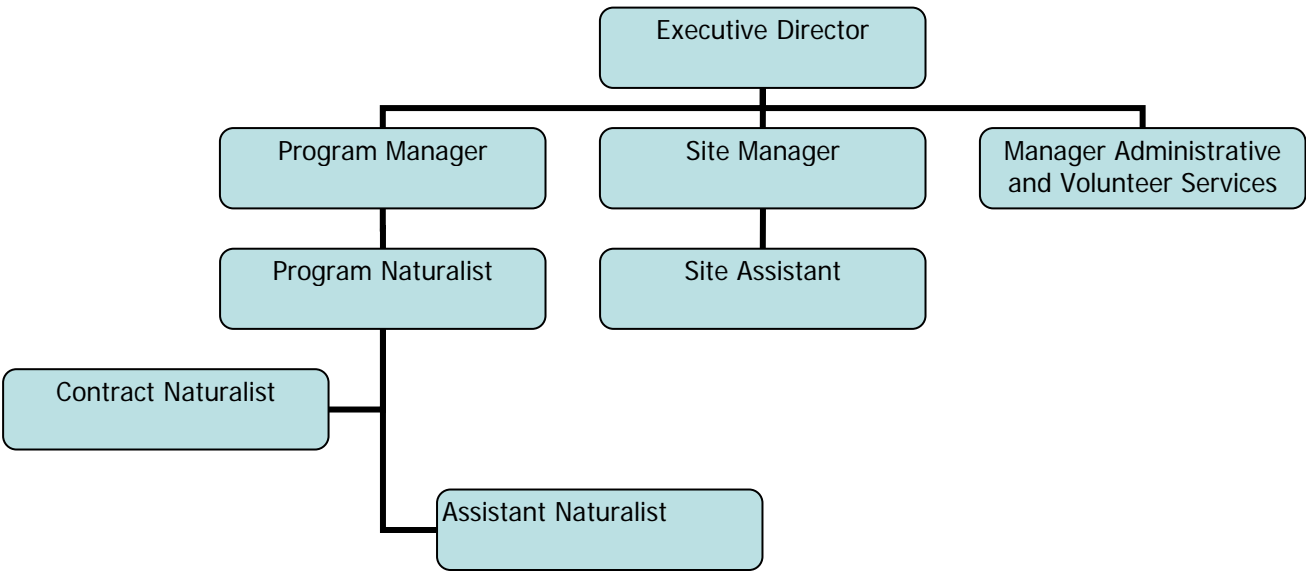 Executive Director
Program Manager
Site Manager
Manager Administrative
and Volunteer Services
Program Naturalist
Site Assistant
Contract Naturalist
Assistant Naturalist